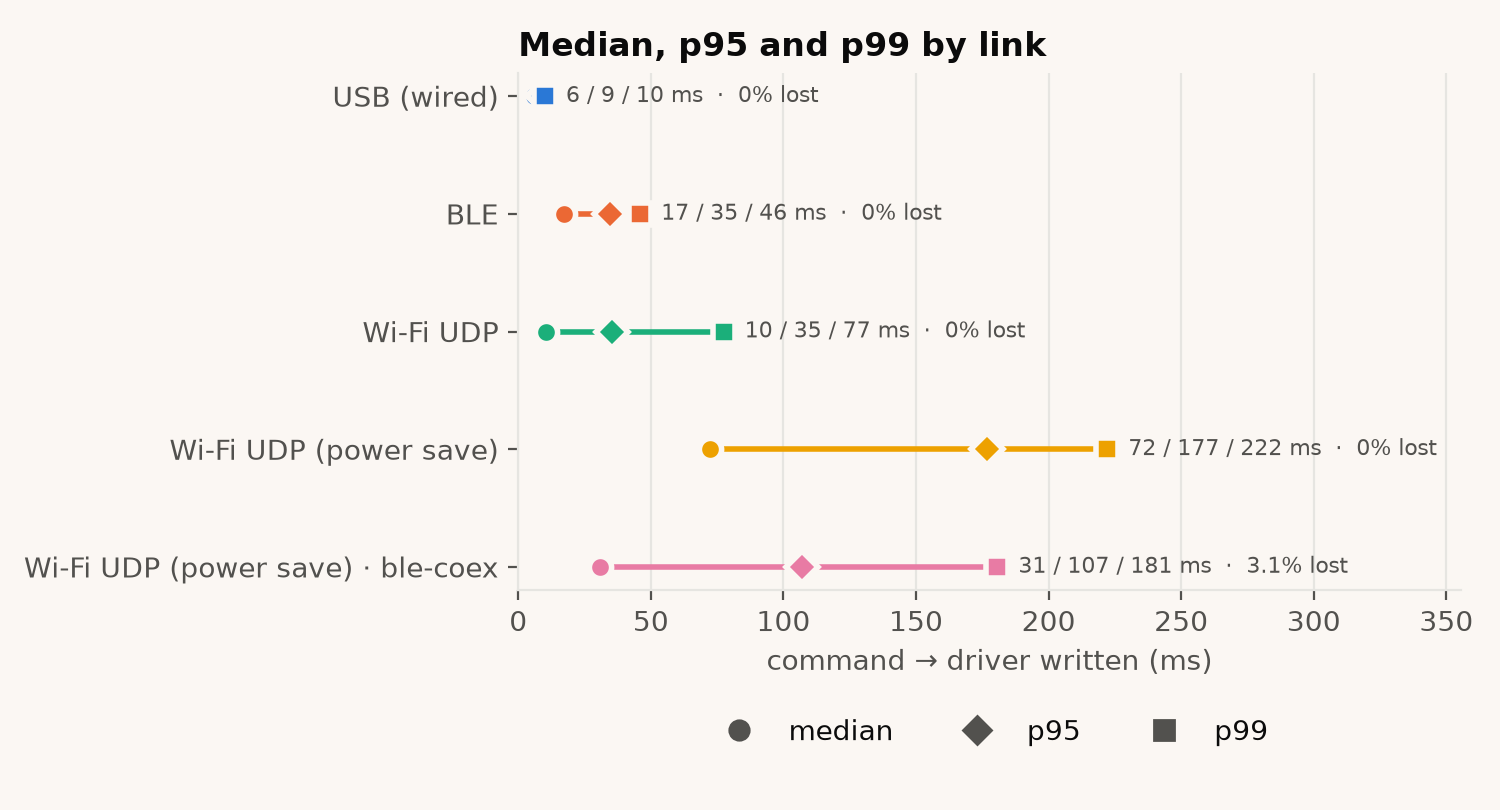 Median, p95 and p99 by link
USB (wired) 6 / 9 / 10 ms · 0% lost
BLE 17 / 35 / 46 ms · 0% lost
Wi-Fi UDP 10 / 35 / 77 ms · 0% lost
Wi-Fi UDP (power save) 72 / 177 / 222 ms · 0% lost
Wi-Fi UDP (power save) · ble-coex 31 / 107 / 181 ms · 3.1% lost
0 50 100 150 200 250 300 350
command → driver written (ms)
median p95 p99